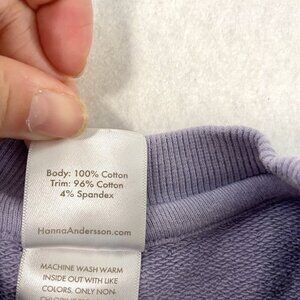 Body: 100% Cotton
Trim: 96% Cotton
4% Spandex
HannaAndersson.com
MACHINE WASH WARM
INSIDE OUT WITH LIKE
COLORS. ONLY NON-